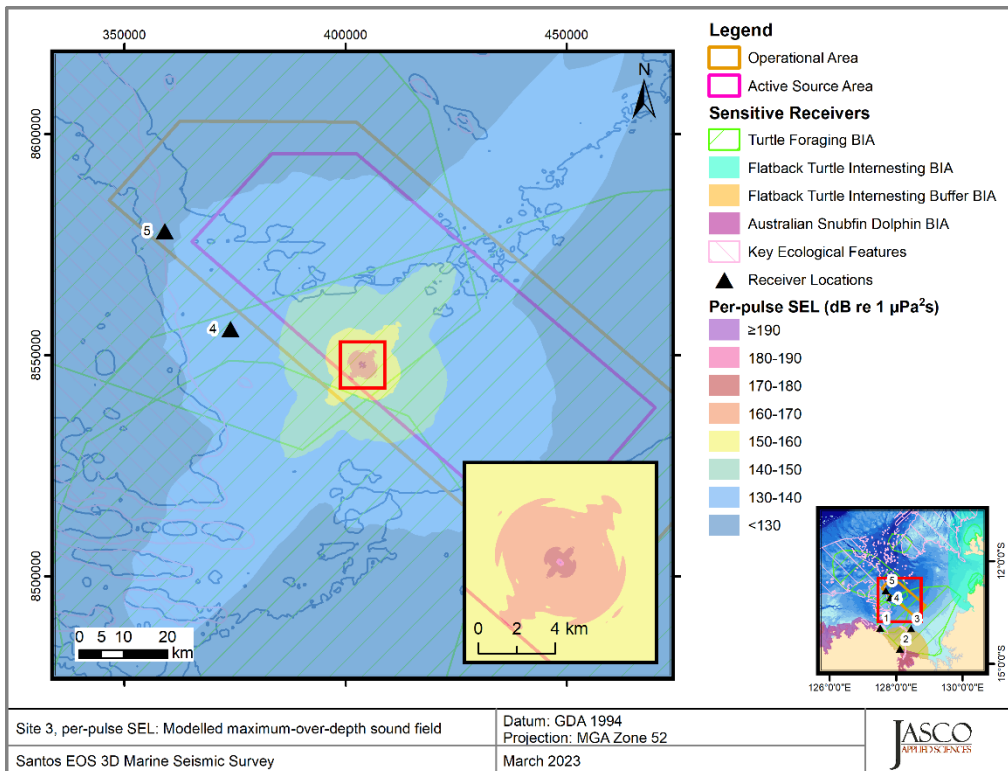 350000 400000 450000
8600000
8550000
8500000
N
5
4
0 5 10 20
km
0 2 4 km
Legend
Operational Area
Active Source Area
Sensitive Receivers
Turtle Foraging BIA
Flatback Turtle Internesting BIA
Flatback Turtle Internesting Buffer BIA
Australian Snubfin Dolphin BIA
Key Ecological Features
Receiver Locations
Per-pulse SEL (dB re 1 µPa²s)
≥190
180-190
170-180
160-170
150-160
140-150
130-140
<130
5
4
1 3
2
12°0'0"S
15°0'0"S
126°0'0"E 128°0'0"E 130°0'0"E
Site 3, per-pulse SEL: Modelled maximum-over-depth sound field
Datum: GDA 1994
Projection: MGA Zone 52
Santos EOS 3D Marine Seismic Survey
March 2023
JASCO
APPLIED SCIENCES